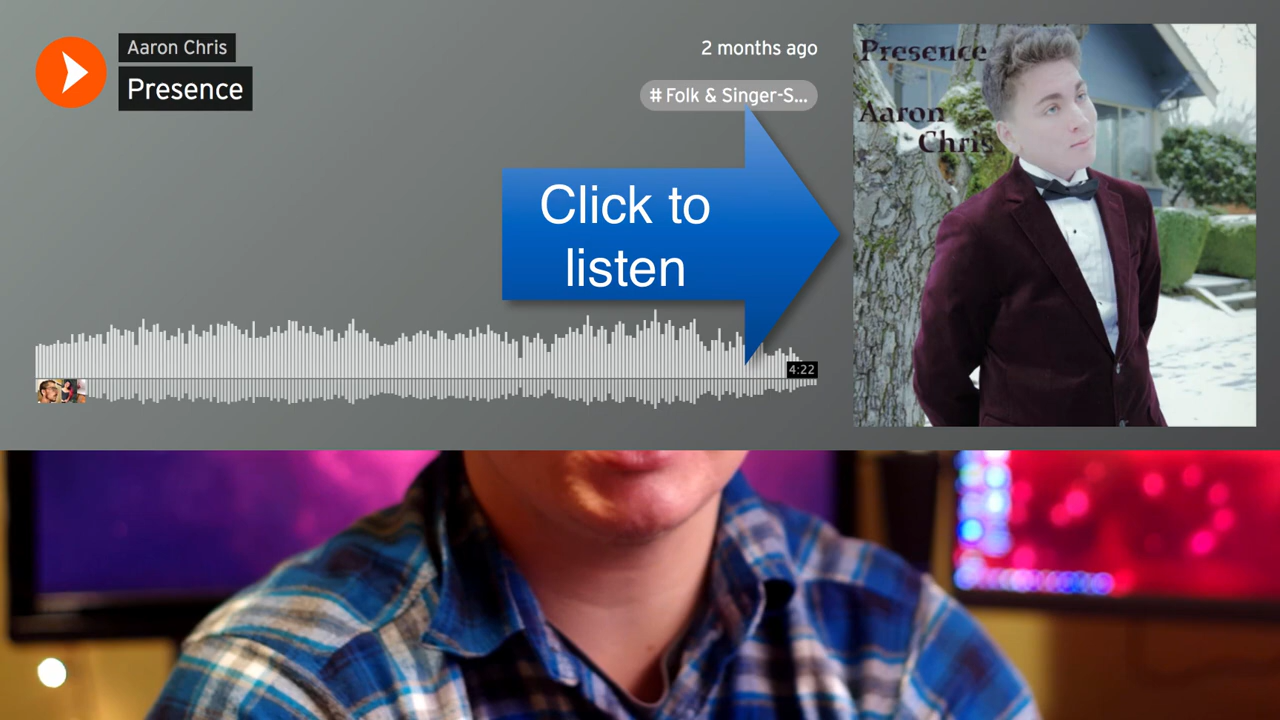 Aaron Chris
Presence
2 months ago
# Folk & Singer-S...
Click to
listen
4:22
Presence
Aaron
Chris